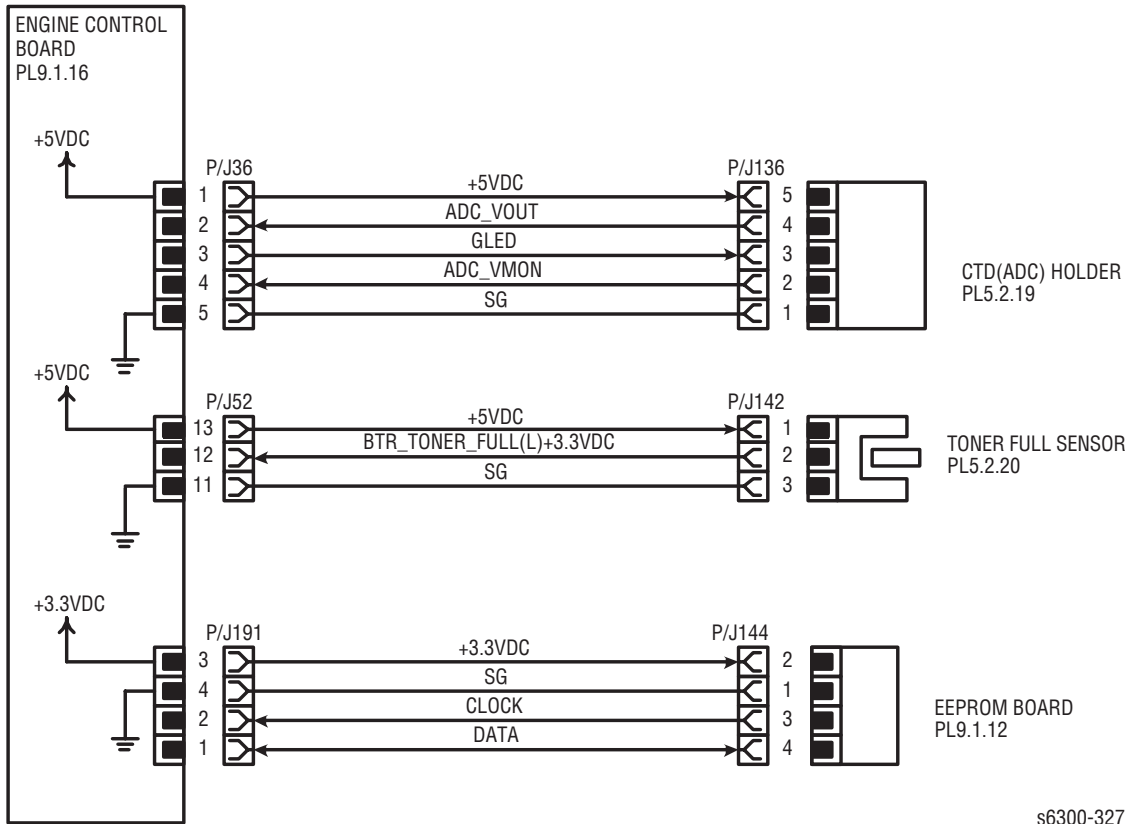 ENGINE CONTROL
BOARD
PL9.1.16
+5VDC
P/J36
P/J136
1 +5VDC 5
2 ADC_VOUT 4
3 GLED 3
4 ADC_VMON 2
5 SG 1
CTD(ADC) HOLDER
PL5.2.19
+5VDC
P/J52
P/J142
13 +5VDC 1
12 BTR_TONER_FULL(L)+3.3VDC 2
11 SG 3
TONER FULL SENSOR
PL5.2.20
+3.3VDC
P/J191
P/J144
3 +3.3VDC 2
4 SG 1
2 CLOCK 3
1 DATA 4
EEPROM BOARD
PL9.1.12
s6300-327